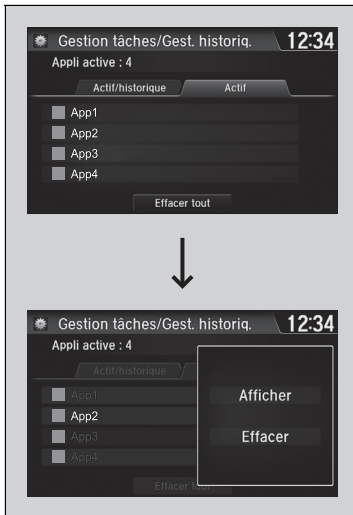 Gestion tâches/Gest. historiq. 12:34
Appli active : 4
Actif/historique Actif
App1
App2
App3
App4
Effacer tout
Gestion tâches/Gest. historiq. 12:34
Appli active : 4
Actif/historique
App1
App2
App3
App4
Afficher
Effacer
Effacer tout